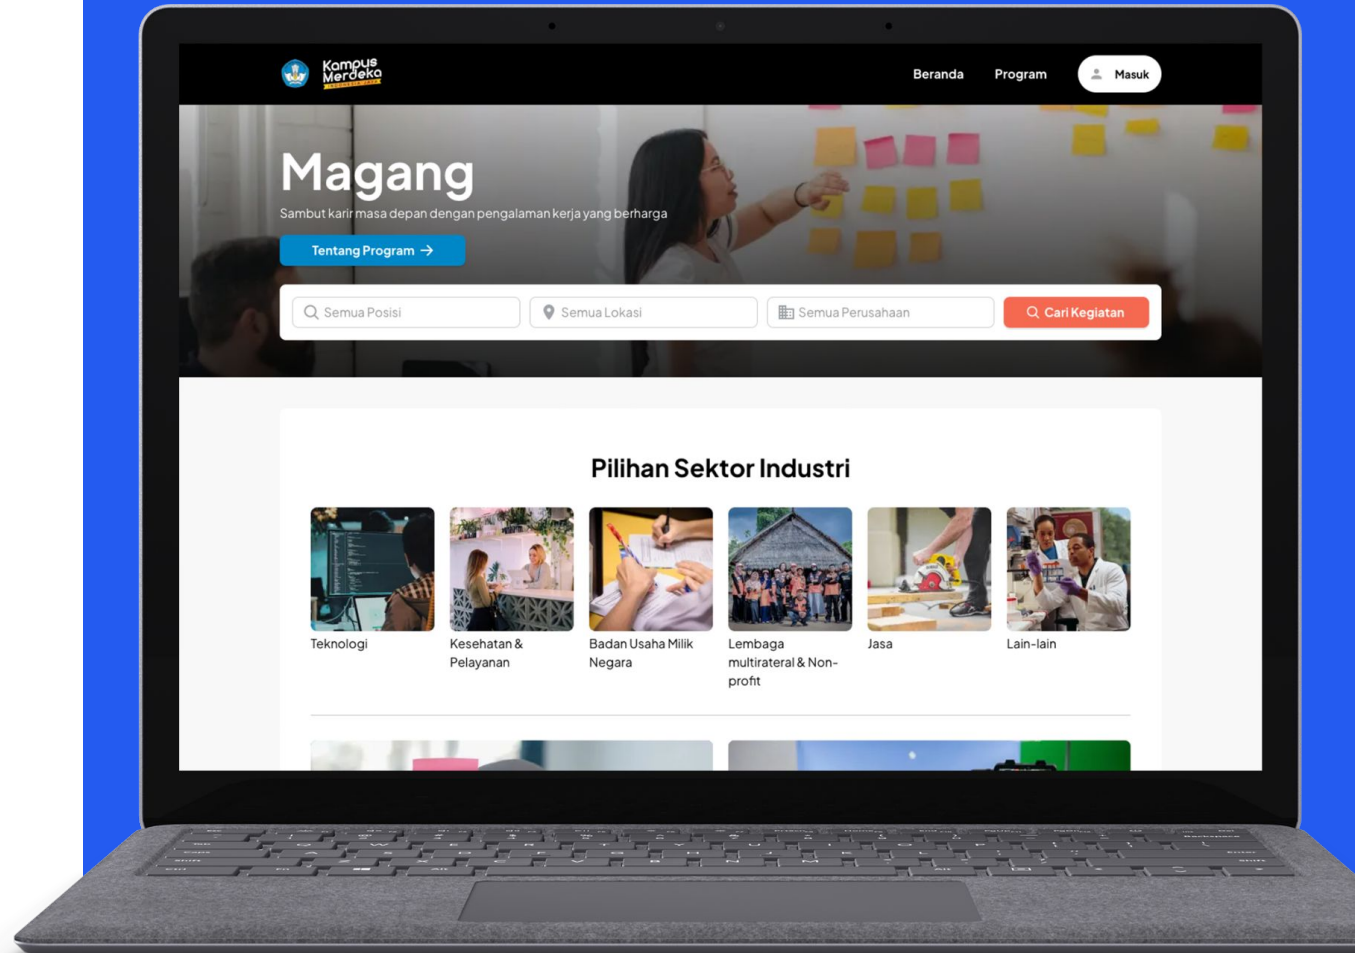 Kampus
Merdeka
INDONESIA JAYA
Beranda
Program
Masuk
Magang
Sambut karir masa depan dengan pengalaman kerja yang berharga
Tentang Program →
Semua Posisi
Semua Lokasi
Semua Perusahaan
Cari Kegiatan
Pilihan Sektor Industri
Teknologi
Kesehatan &
Pelayanan
Badan Usaha Milik
Negara
Lembaga
multirateral & Non-
profit
Jasa
Lain-lain